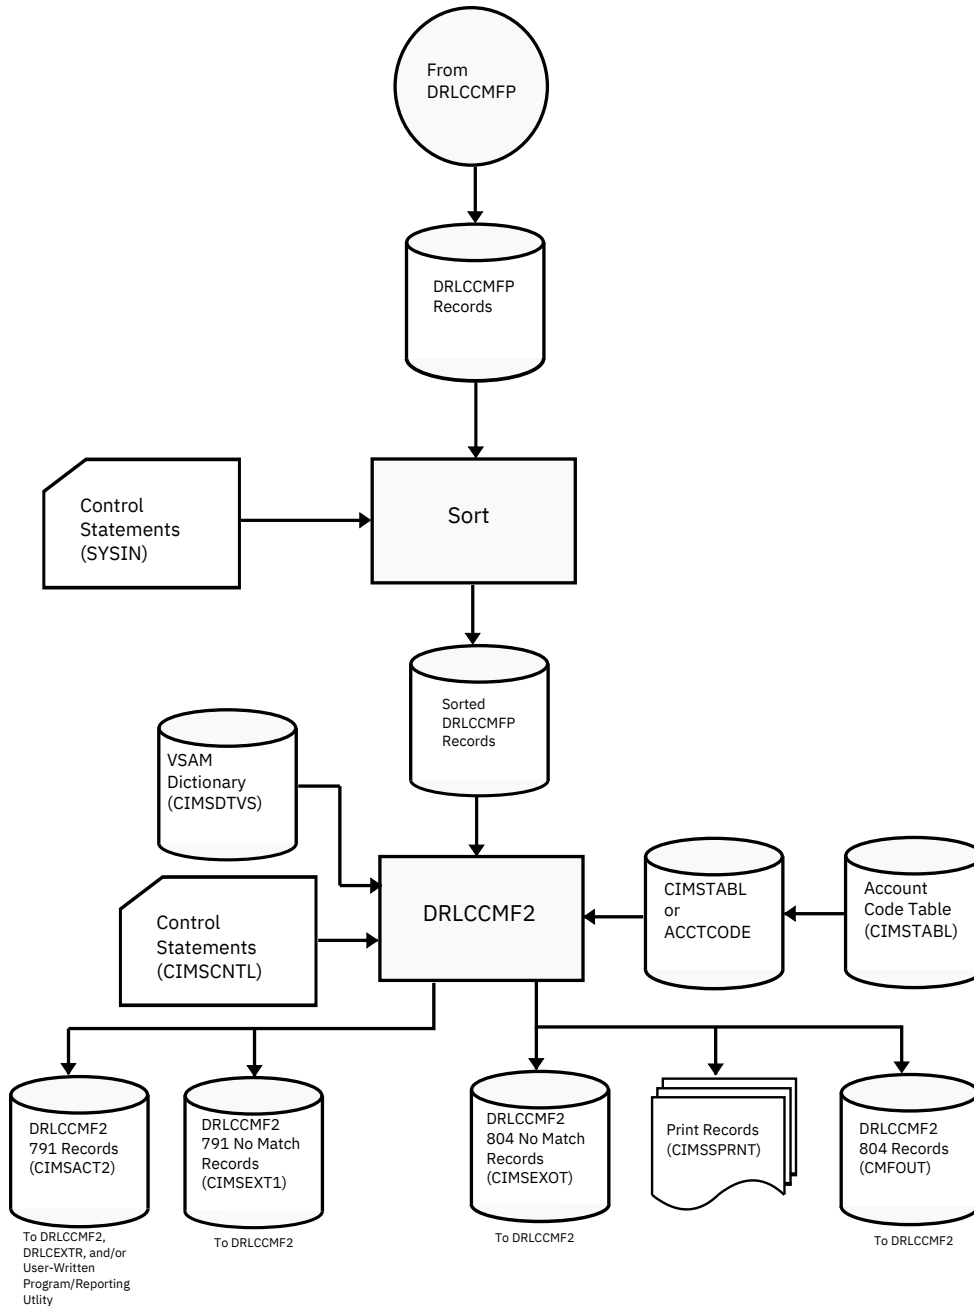 From
DRLCCMFP
DRLCCMFP
Records
Control
Statements
(SYSIN)
Sort
Sorted
DRLCCMFP
Records
VSAM
Dictionary
(CIMSDTVS)
Control
Statements
(CIMSCNTL)
DRLCCMF2
CIMSTABL
or
ACCTCODE
Account
Code Table
(CIMSTABL)
DRLCCMF2
791 Records
(CIMSACT2)
To DRLCCMF2,
DRLCEXTR, and/or
User-Written
Program/Reporting
Utlity
DRLCCMF2
791 No Match
Records
(CIMSEXT1)
To DRLCCMF2
DRLCCMF2
804 No Match
Records
(CIMSEXOT)
To DRLCCMF2
Print Records
(CIMSSPRNT)
DRLCCMF2
804 Records
(CMFOUT)
To DRLCCMF2